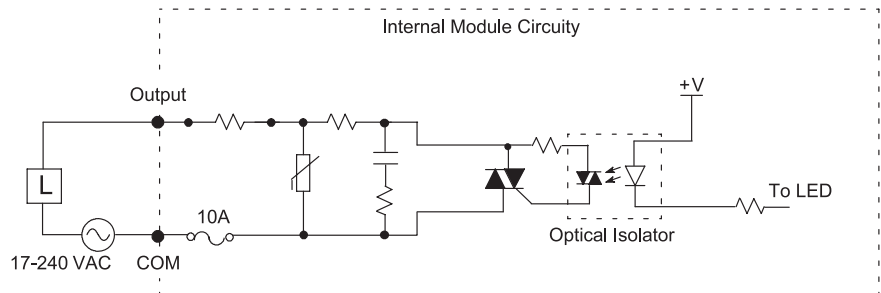 Internal Module Circuity
Output
+V
L
10A
To LED
Optical Isolator
17-240 VAC
COM